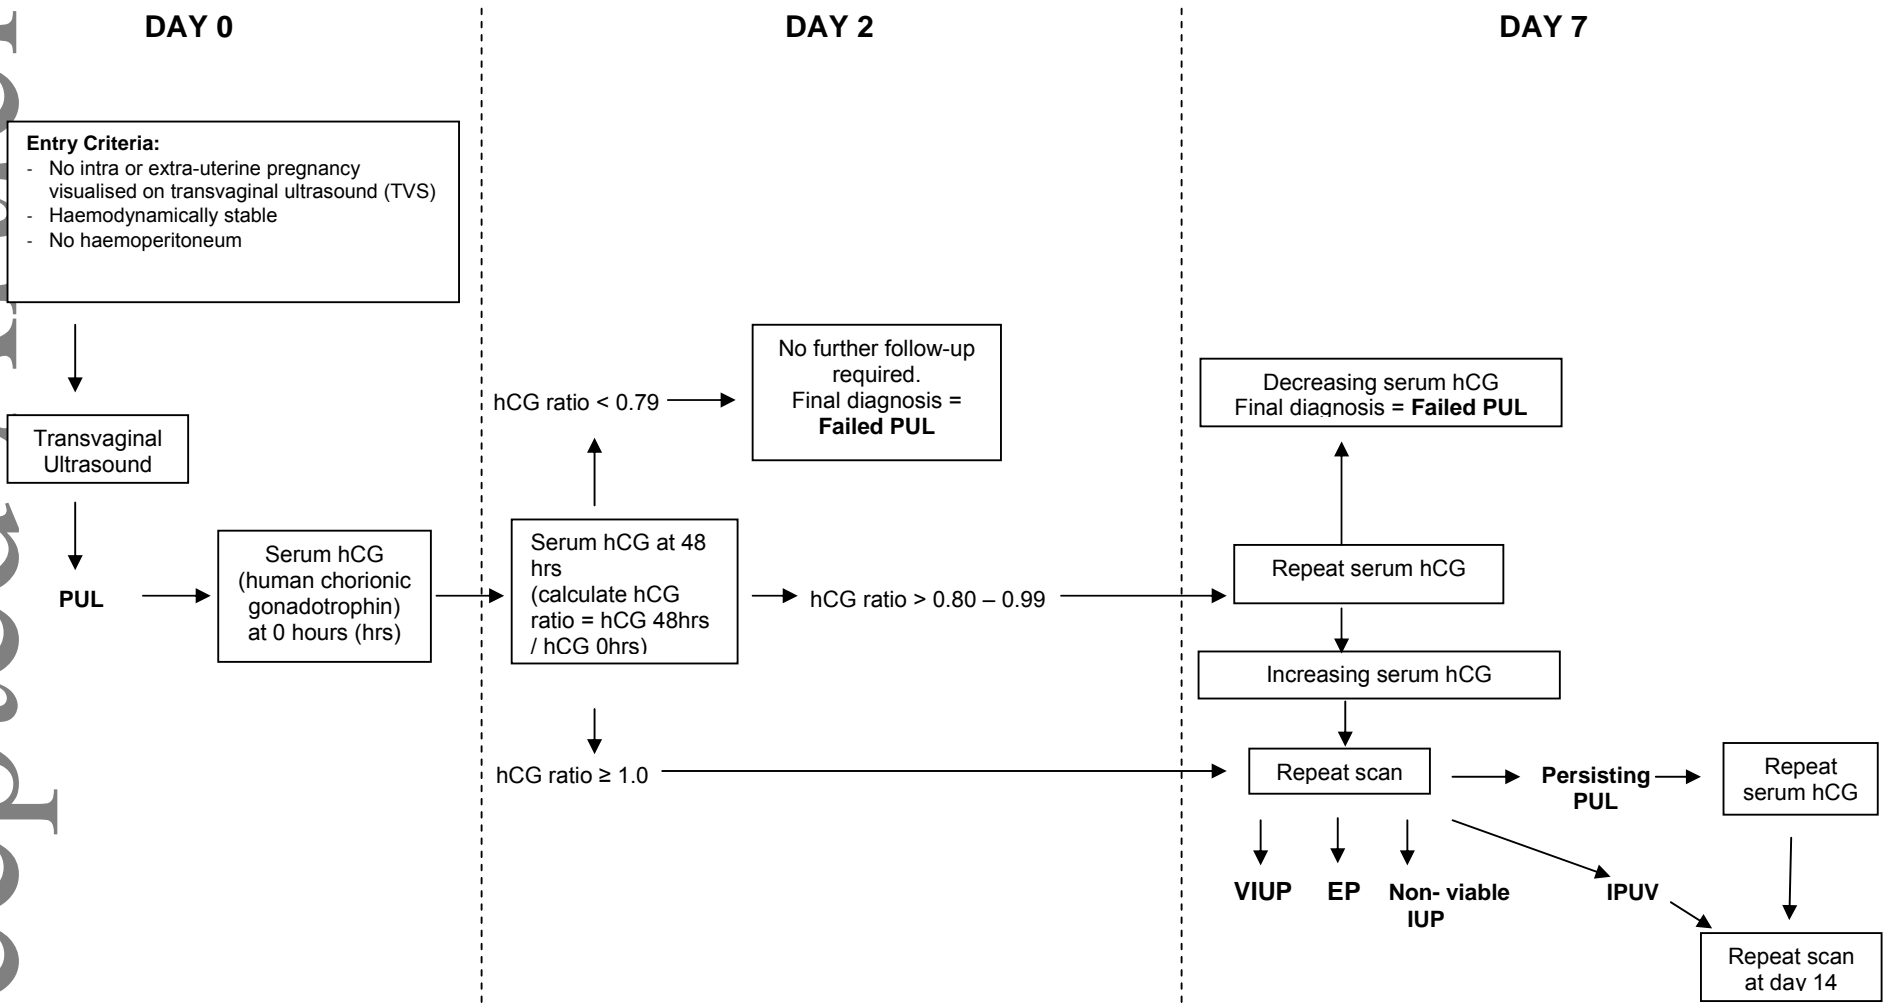 DAY 0
DAY 2
DAY 7
Entry Criteria:
- No intra or extra-uterine pregnancy
visualised on transvaginal ultrasound (TVS)
- Haemodynamically stable
- No haemoperitoneum
Transvaginal
Ultrasound
PUL
Serum hCG
(human chorionic
gonadotrophin)
at 0 hours (hrs)
hCG ratio < 0.79
No further follow-up
required.
Final diagnosis =
Failed PUL
Serum hCG at 48
hrs
(calculate hCG
ratio = hCG 48hrs
/ hCG 0hrs)
hCG ratio > 0.80 – 0.99
hCG ratio ≥ 1.0
Decreasing serum hCG
Final diagnosis = Failed PUL
Repeat serum hCG
Increasing serum hCG
Repeat scan
Persisting
PUL
Repeat
serum hCG
VIUP
EP
Non- viable
IUP
IPUV
Repeat scan
at day 14